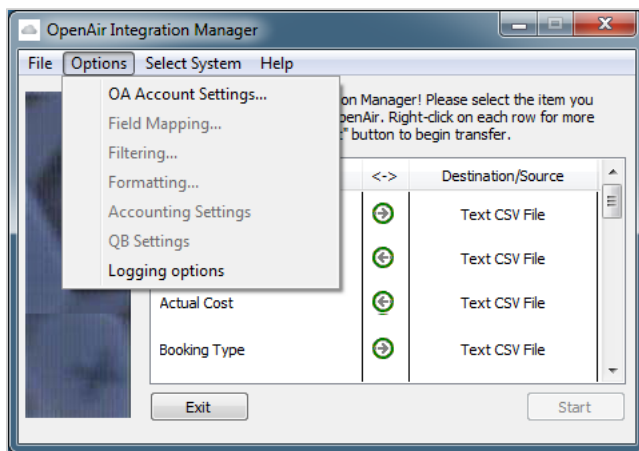 OpenAir Integration Manager
File Options Select System Help
OA Account Settings...
Field Mapping...
Filtering...
Formatting...
Accounting Settings
QB Settings
Logging options
on Manager! Please select the item you
penAir. Right-click on each row for more
" button to begin transfer.
<-> Destination/Source
Text CSV File
Text CSV File
Actual Cost Text CSV File
Booking Type Text CSV File
Exit Start